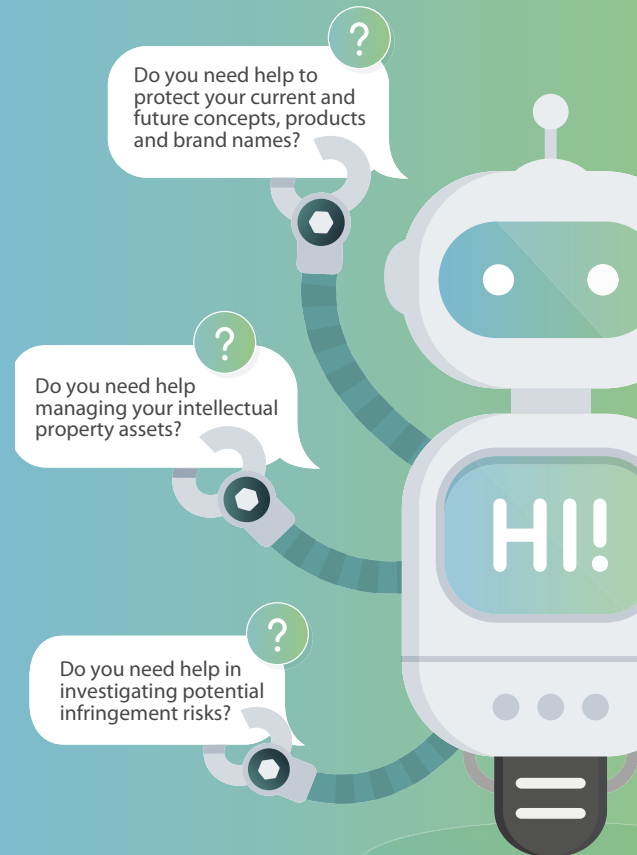 ?
Do you need help to
protect your current and
future concepts, products
and brand names?
?
Do you need help
managing your intellectual
property assets?
HI!
?
Do you need help in
investigating potential
infringement risks?